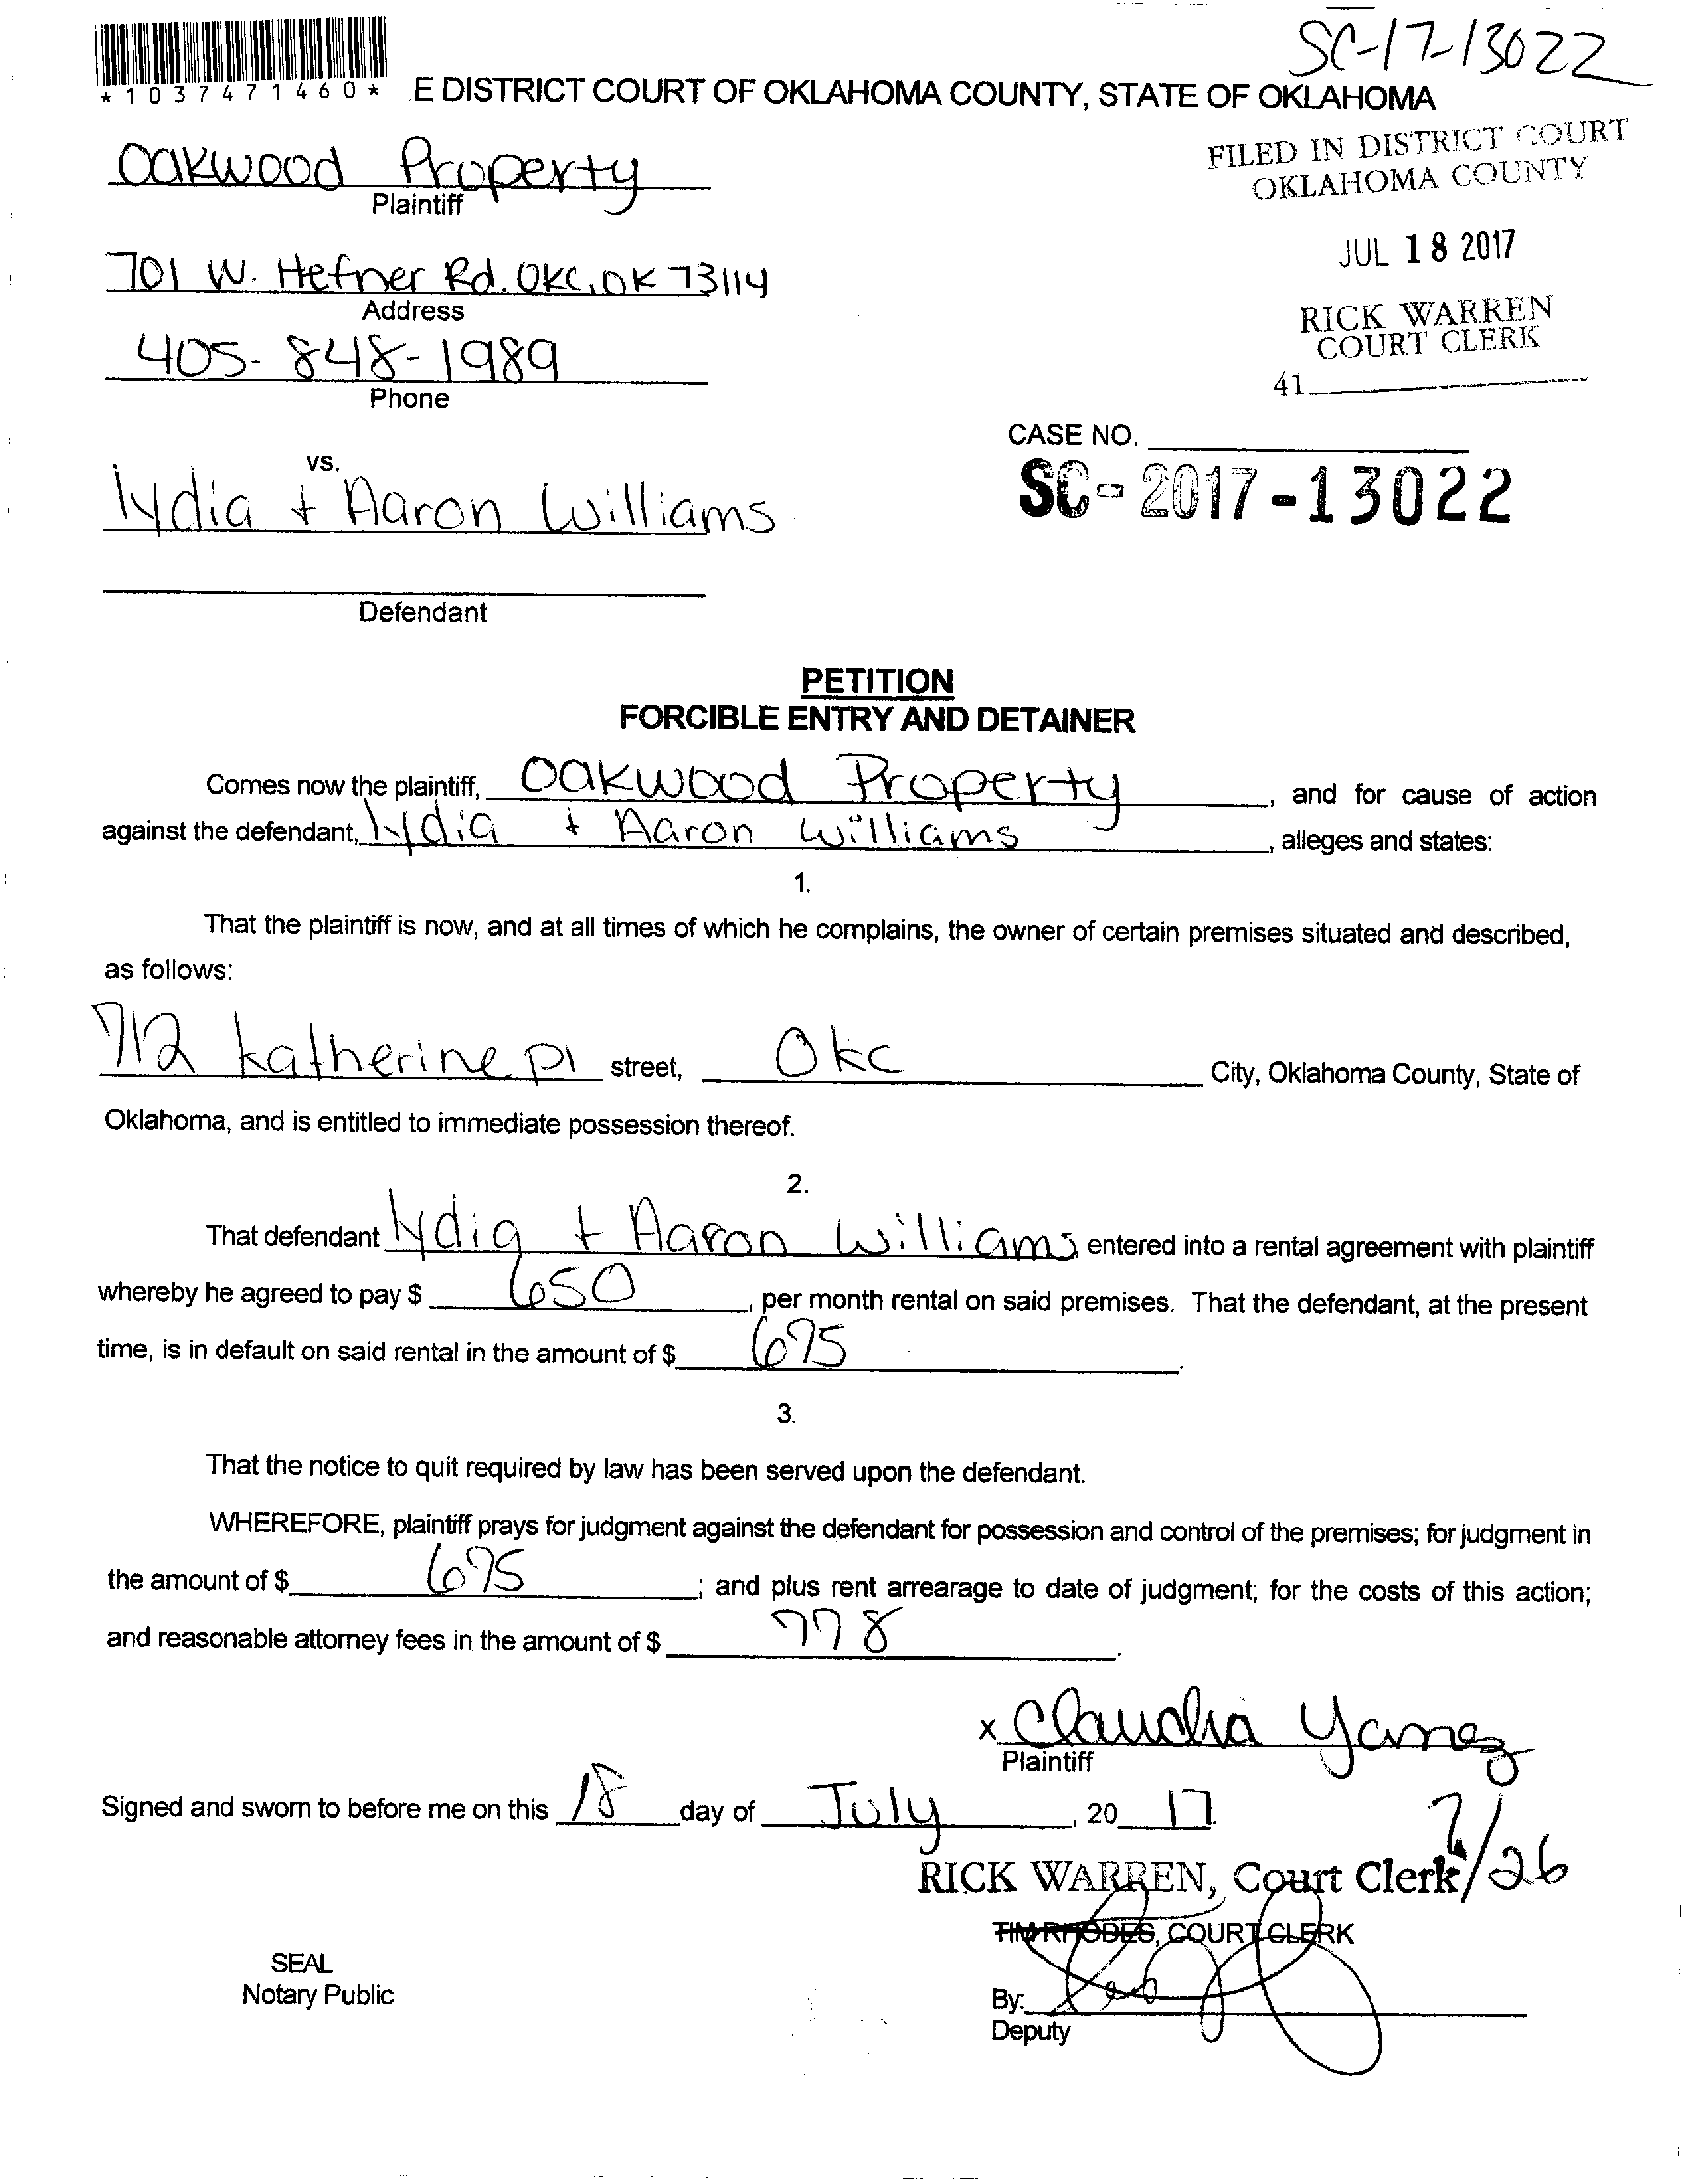 SC-17-13022
*1037471460* E DISTRICT COURT OF OKLAHOMA COUNTY, STATE OF OKLAHOMA
FILED IN DISTRICT COURT
OKLAHOMA COUNTY
Oakwood Property
Plaintiff
JUL 18 2017
701 W. Hefner Rd. OKC, OK 73114
Address
RICK WARREN
COURT CLERK
405-848-1989
41
Phone
CASE NO.
vs.
SC-2017-13022
lydia + Aaron Williams
Defendant
PETITION
FORCIBLE ENTRY AND DETAINER
Comes now the plaintiff, Oakwood Property, and for cause of action
against the defendant, lydia + Aaron Williams, alleges and states:
1.
That the plaintiff is now, and at all times of which he complains, the owner of certain premises situated and described,
as follows:
712 katherine pl street, Okc City, Oklahoma County, State of
Oklahoma, and is entitled to immediate possession thereof.
2.
That defendant lydia + Aaron Williams entered into a rental agreement with plaintiff
whereby he agreed to pay $ 650, per month rental on said premises. That the defendant, at the present
time, is in default on said rental in the amount of $ 675.
3.
That the notice to quit required by law has been served upon the defendant.
WHEREFORE, plaintiff prays for judgment against the defendant for possession and control of the premises; for judgment in
the amount of $ 675; and plus rent arrearage to date of judgment; for the costs of this action;
and reasonable attorney fees in the amount of $ 778.
x Claudia Yanez
Plaintiff
Signed and sworn to before me on this 18 day of July, 20 17.
7/26
RICK WARREN, Court Clerk
TIM RHODES, COURT CLERK
SEAL
Notary Public
By:
Deputy